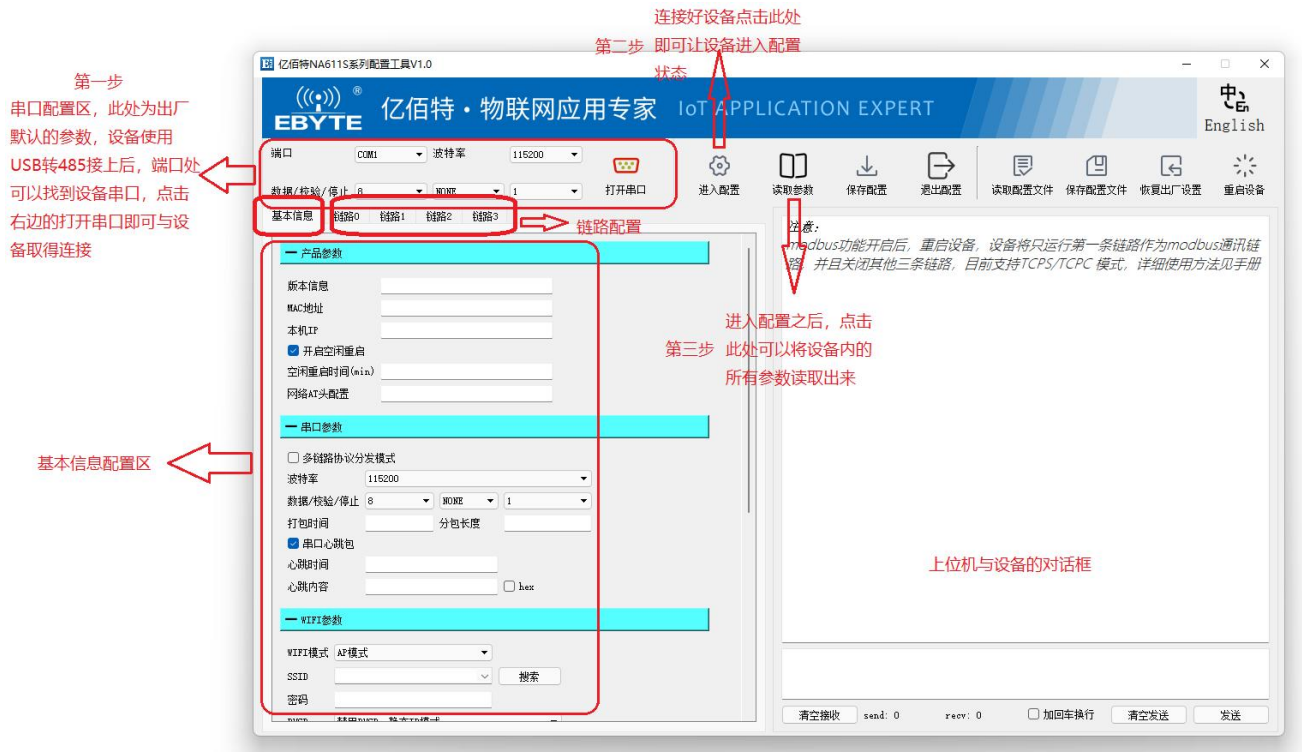 连接好设备点击此处
第二步 即可让设备进入配置
状态
第一步
串口配置区，此处为出厂
默认的参数，设备使用
USB转485接上后，端口处
可以找到设备串口，点击
右边的打开串口即可与设
备取得连接
亿佰特NA611S系列配置工具V1.0
EBYTE ® 亿佰特·物联网应用专家 IoT APPLICATION EXPERT
中 En
English
端口 COM1 波特率 115200
数据/校验/停止 8 NONE 1
打开串口 进入配置 读取参数 保存配置 退出配置 读取配置文件 保存配置文件 恢复出厂设置 重启设备
基本信息 链路0 链路1 链路2 链路3
链路配置
注意：
modbus功能开启后，重启设备，设备将只运行第一条链路作为modbus通讯链
路，并且关闭其他三条链路，目前支持TCPS/TCPC 模式，详细使用方法见手册
产品参数
版本信息
MAC地址
本机IP
开启空闲重启
空闲重启时间(min)
网络AT头配置
进入配置之后，点击
第三步 此处可以将设备内的
所有参数读取出来
基本信息配置区
串口参数
多链路协议分发模式
波特率 115200
数据/校验/停止 8 NONE 1
打包时间 分包长度
串口心跳包
心跳时间
心跳内容 hex
上位机与设备的对话框
WIFI参数
WIFI模式 AP模式
SSID 搜索
密码
清空接收 send: 0 recv: 0 加回车换行 清空发送 发送